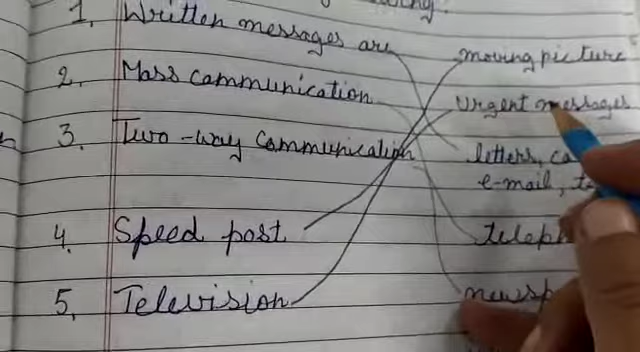 1. Written messages are moving picture
2. Mass communication urgent messages
3. Two-way communication letters,
e-mail,
4. Speed post
5. Television